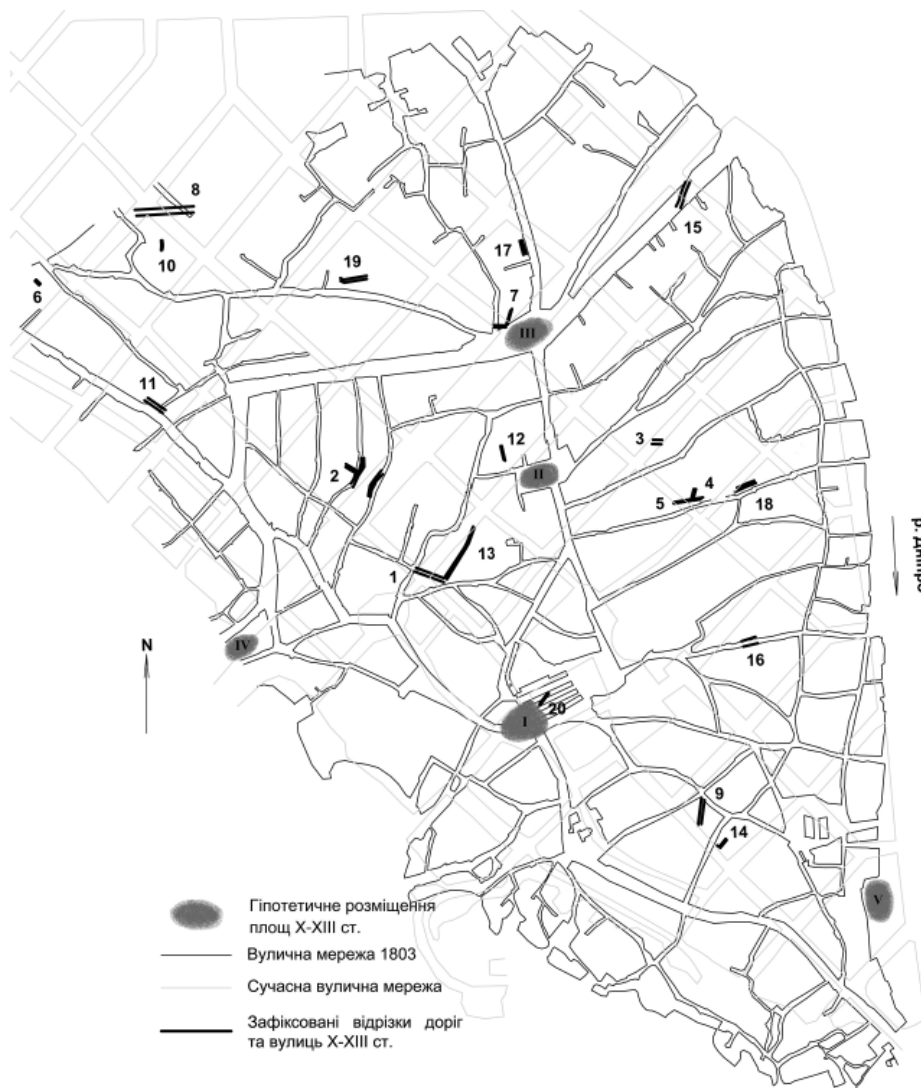 8
15
17
10
19
6
7
III
11
12
3
II
2
4
5
18
13
р. Дніпро
1
N
IV
16
20
I
9
14
V
Гіпотетичне розміщення
площ X-XIII ст.
Вулична мережа 1803
Сучасна вулична мережа
Зафіксовані відрізки доріг
та вулиць X-XIII ст.